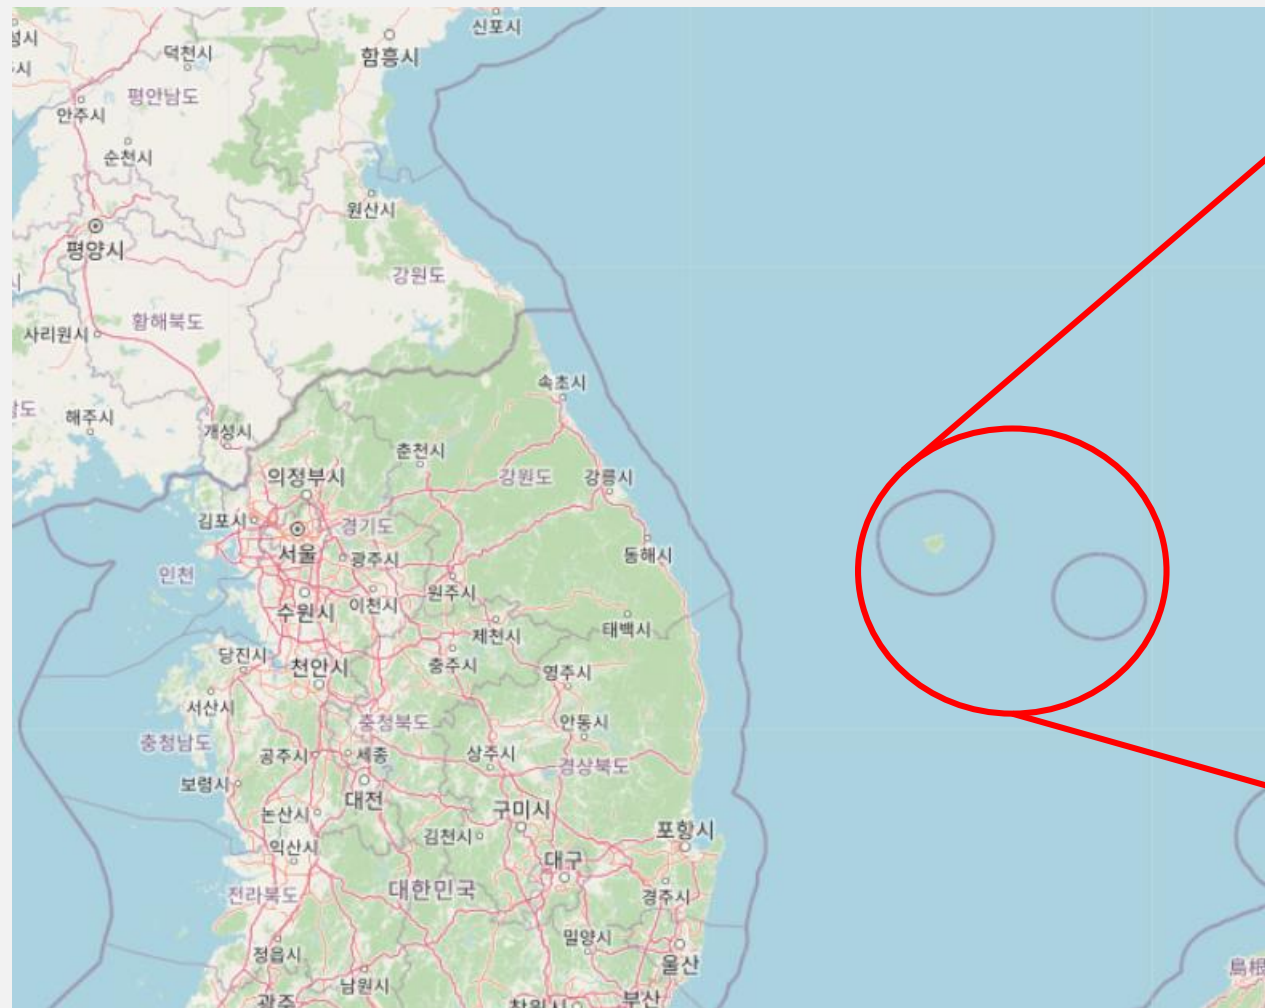 신포시
함흥시
덕천시
평안남도
안주시
순천시
원산시
평양시
강원도
황해북도
사리원시
해주시
개성시
속초시
춘천시
의정부시
강원도
강릉시
김포시
경기도
서울
광주시
동해시
인천
수원시
이천시
원주시
태백시
제천시
당진시
천안시
충주시
영주시
서산시
충청북도
안동시
충청남도
공주시
세종
상주시
경상북도
보령시
대전
구미시
논산시
김천시
포항시
익산시
대구
전라북도
대한민국
경주시
밀양시
정읍시
울산
鳥根
남원시
광주
창원시
부산